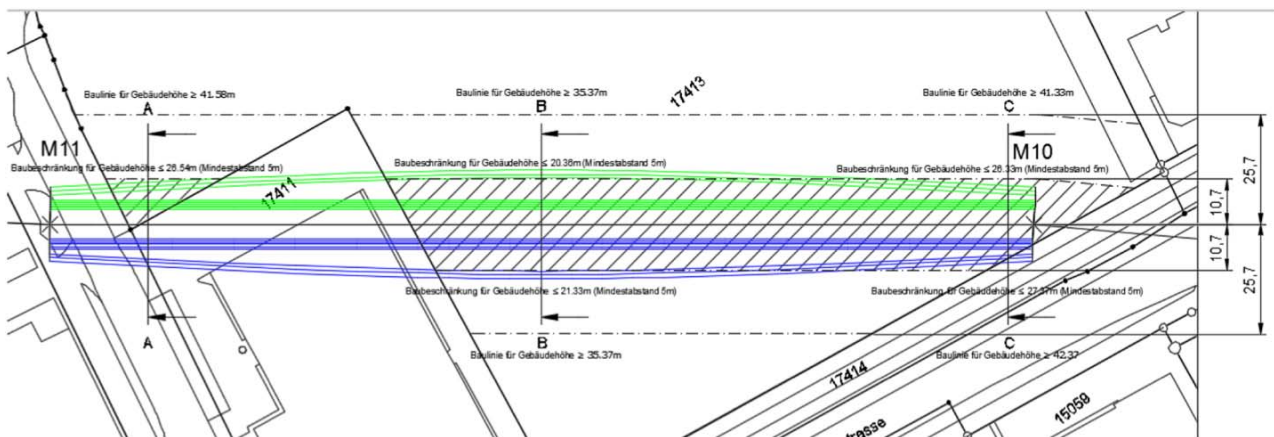 Baulinie für Gebäudehöhe ≥ 41.58m
Baulinie für Gebäudehöhe ≥ 35.37m
17413
Baulinie für Gebäudehöhe ≥ 41.33m
A
B
C
M11
M10
Baubeschränkung für Gebäudehöhe ≤ 26.54m (Mindestabstand 5m)
Baubeschränkung für Gebäudehöhe ≤ 20.36m (Mindestabstand 5m)
Baubeschränkung für Gebäudehöhe ≤ 26.33m (Mindestabstand 5m)
17411
10,7
25,7
10,7
25,7
Baubeschränkung für Gebäudehöhe ≤ 21.33m (Mindestabstand 5m)
Baubeschränkung für Gebäudehöhe ≤ 27.37m (Mindestabstand 5m)
A
B
C
Baulinie für Gebäudehöhe ≥ 35.37m
Baulinie für Gebäudehöhe ≥ 42.37
17414
15059
trasse